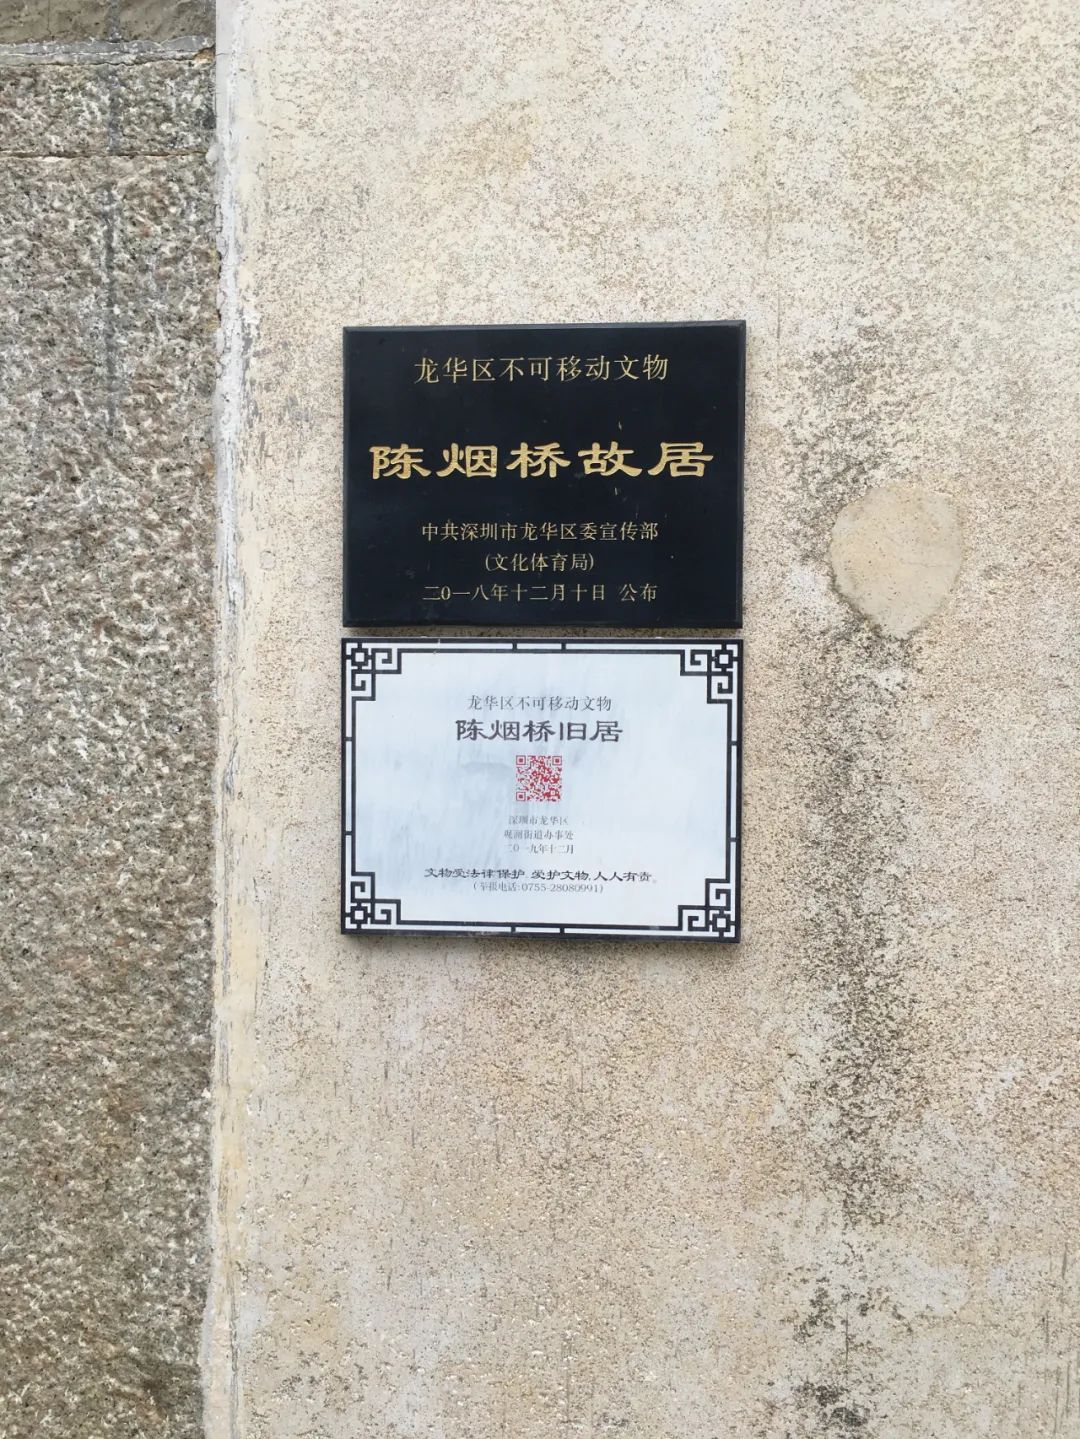 龙华区不可移动文物
陈烟桥故居
中共深圳市龙华区委宣传部
(文化体育局)
二0一八年十二月十日 公布
龙华区不可移动文物
陈烟桥旧居
深圳市龙华区
观澜街道办事处
二0一九年十二月
文物受法律保护，爱护文物，人人有责。
(举报电话:0755-28080991)